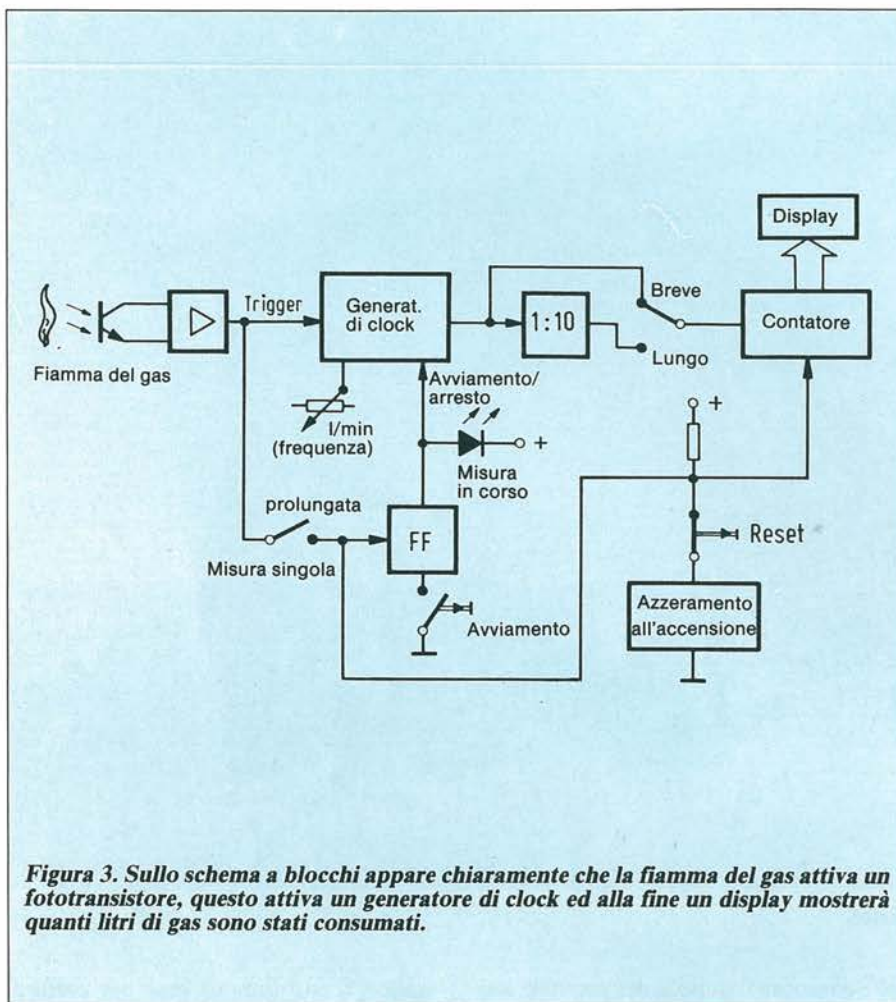 Display
Generat.
di clock
Trigger
1:10
Breve
Lungo
Contatore
Fiamma del gas
Avviamento/
arresto
l/min
(frequenza)
+
Misura
in corso
+
prolungata
Misura singola
FF
Avviamento
Reset
Azzeramento
all'accensione
Figura 3. Sullo schema a blocchi appare chiaramente che la fiamma del gas attiva un
fototransistore, questo attiva un generatore di clock ed alla fine un display mostrerà
quanti litri di gas sono stati consumati.